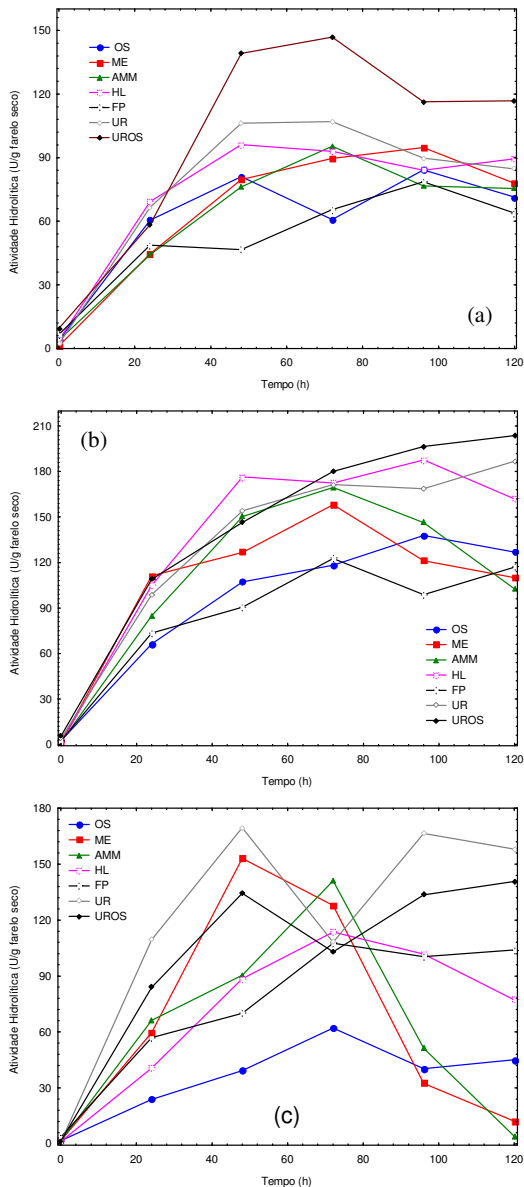 150
120
90
60
30
0
Atividade Hidrolítica (U/g farelo seco)
OS
ME
AMM
HL
FP
UR
UROS
(a)
0 20 40 60 80 100 120
Tempo (h)
(b)
210
180
150
120
90
60
30
0
Atividade Hidrolítica (U/g farelo seco)
OS
ME
AMM
HL
FP
UR
UROS
0 20 40 60 80 100 120
Tempo (h)
180
150
120
90
60
30
0
Atividade Hidrolítica (U/g farelo seco)
OS
ME
AMM
HL
FP
UR
UROS
(c)
0 20 40 60 80 100 120
Tempo (h)